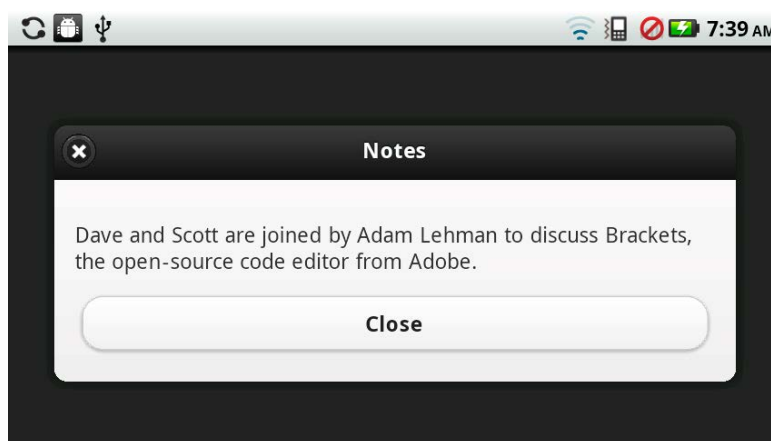 7:39 AM
Notes
Dave and Scott are joined by Adam Lehman to discuss Brackets,
the open-source code editor from Adobe.
Close